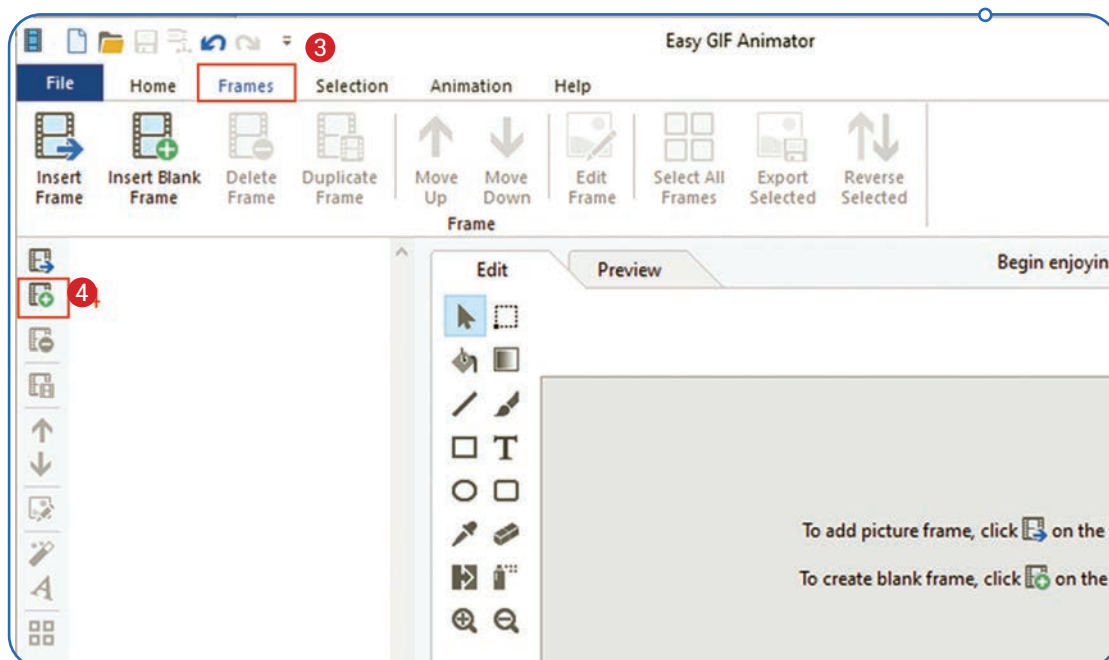 3
Easy GIF Animator
File Home Frames Selection Animation Help
Insert Frame
Insert Blank Frame
Delete Frame
Duplicate Frame
Move Up
Move Down
Edit Frame
Select All Frames
Export Selected
Reverse Selected
Frame
4
Edit Preview
Begin enjoyin
T
A
To add picture frame, click on the
To create blank frame, click on the